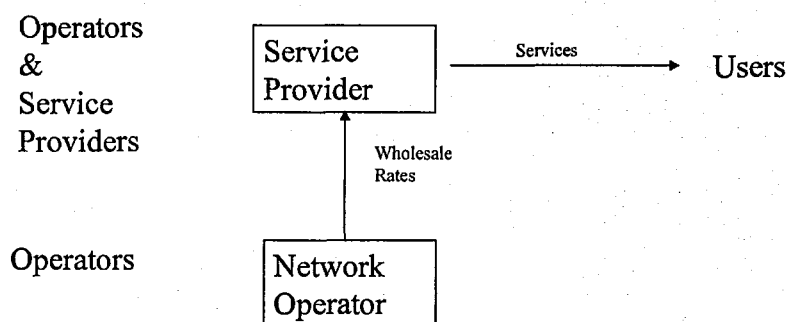 Operators
&
Service
Providers
Service
Provider
Services
Users
Wholesale
Rates
Operators
Network
Operator